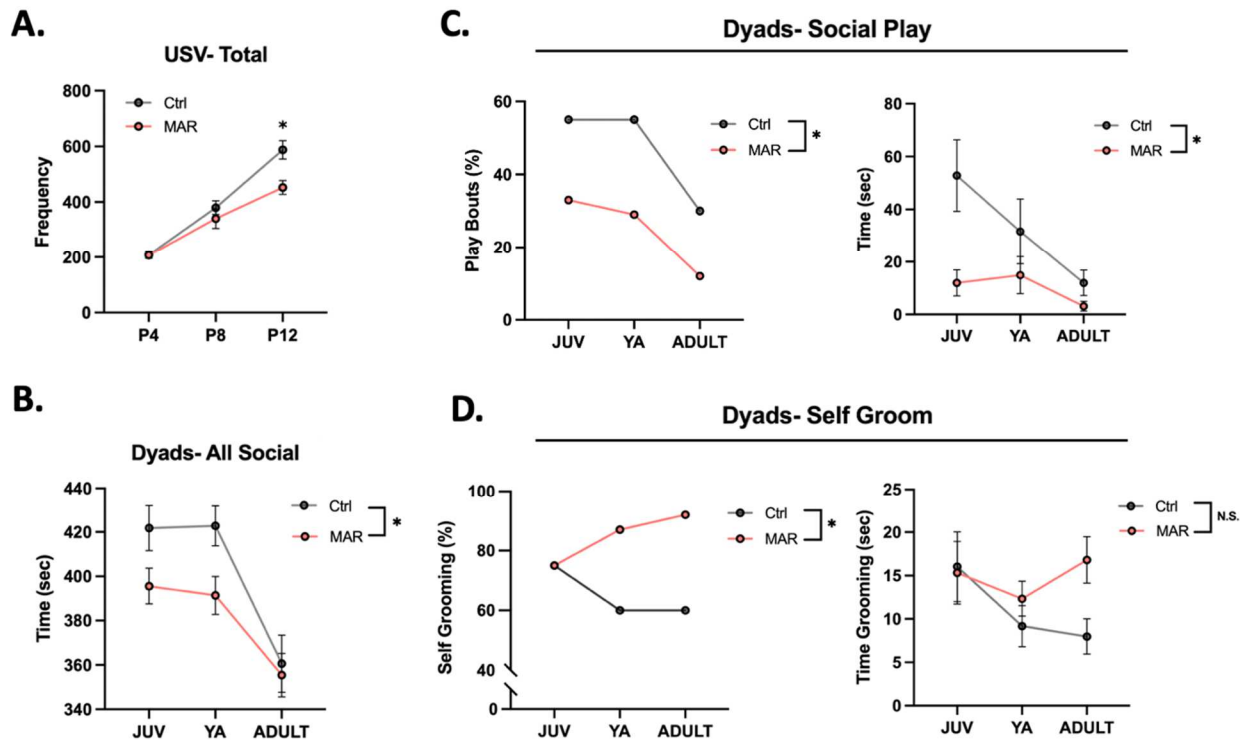 A.
USV- Total
800
600
400
200
0
Frequency
Ctrl
MAR
*
P4 P8 P12
B.
Dyads- All Social
440
420
400
380
360
340
Time (sec)
Ctrl
MAR
*
JUV YA ADULT
C.
Dyads- Social Play
60
40
20
0
Play Bouts (%)
Ctrl
MAR
*
JUV YA ADULT
80
60
40
20
0
Time (sec)
Ctrl
MAR
*
JUV YA ADULT
D.
Dyads- Self Groom
100
80
60
40
0
Self Grooming (%)
Ctrl
MAR
*
JUV YA ADULT
25
20
15
10
5
0
Time Grooming (sec)
Ctrl
MAR
N.S.
JUV YA ADULT